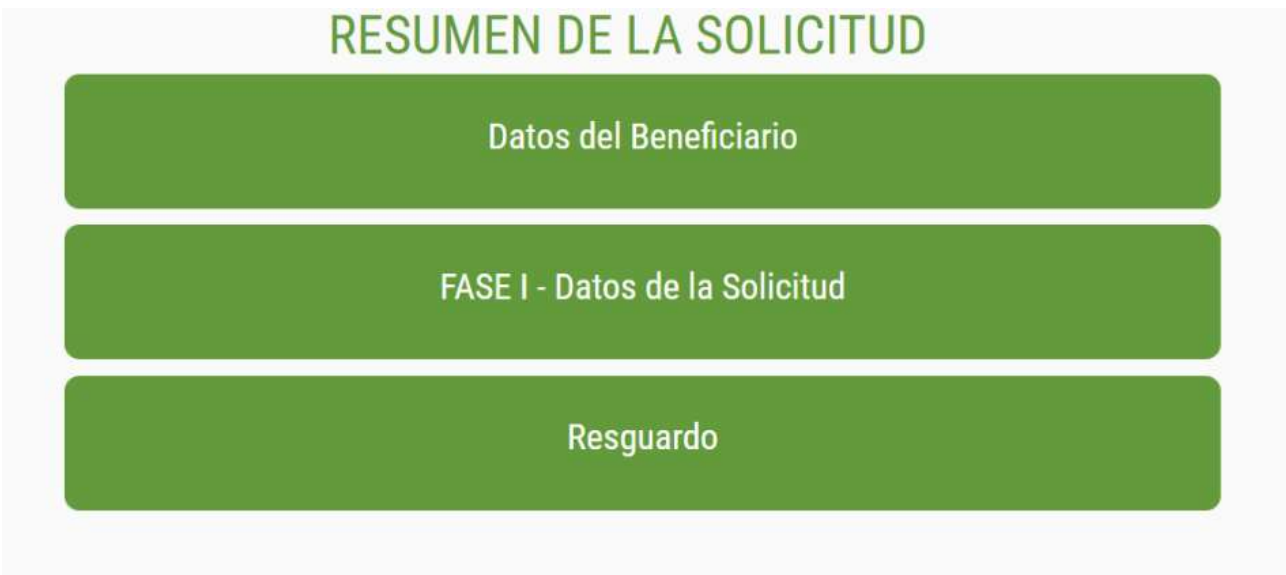 RESUMEN DE LA SOLICITUD
Datos del Beneficiario
FASE I - Datos de la Solicitud
Resguardo